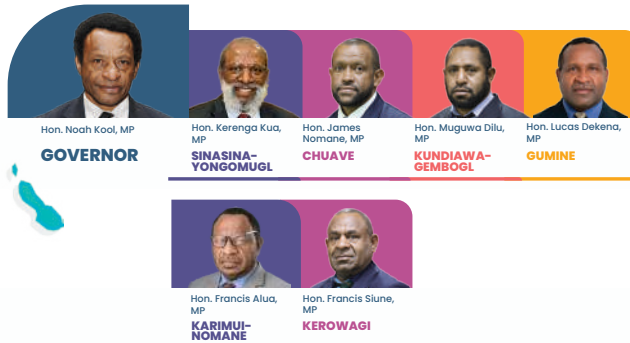 Hon. Noah Kool, MP
GOVERNOR
Hon. Kerenga Kua,
MP
SINASINA-
YONGOMUGL
Hon. James
Nomane, MP
CHUAVE
Hon. Muguwa Dilu,
MP
KUNDIAWA-
GEMBOGL
Hon. Lucas Dekena,
MP
GUMINE
Hon. Francis Alua,
MP
KARIMUI-
NOMANE
Hon. Francis Siune,
MP
KEROWAGI